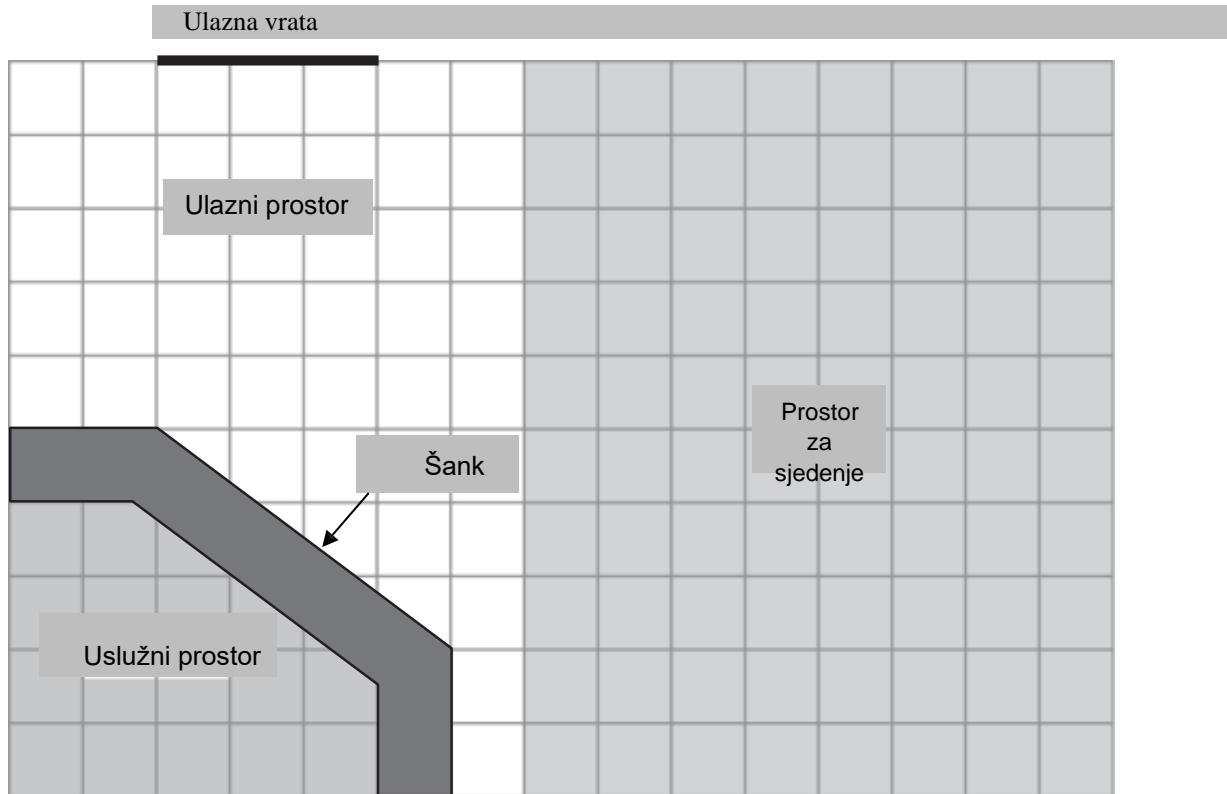 Ulazna vrata
Ulazni prostor
Šank
Prostor
za
sjedenje
Uslužni prostor